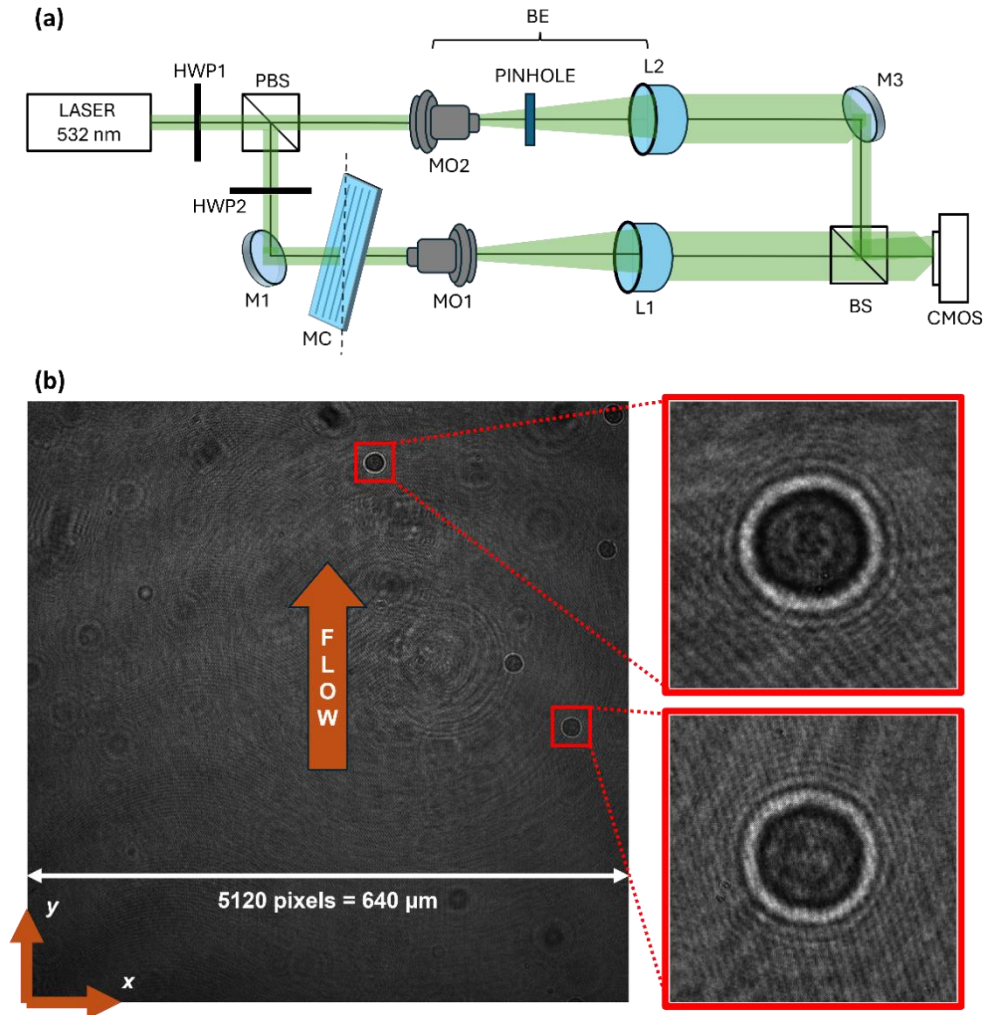 (a)
BE
HWP1
PBS
PINHOLE
L2
M3
LASER
532 nm
MO2
HWP2
M1
MC
MO1
L1
BS
CMOS
(b)
F
L
O
W
5120 pixels = 640 µm
y
x